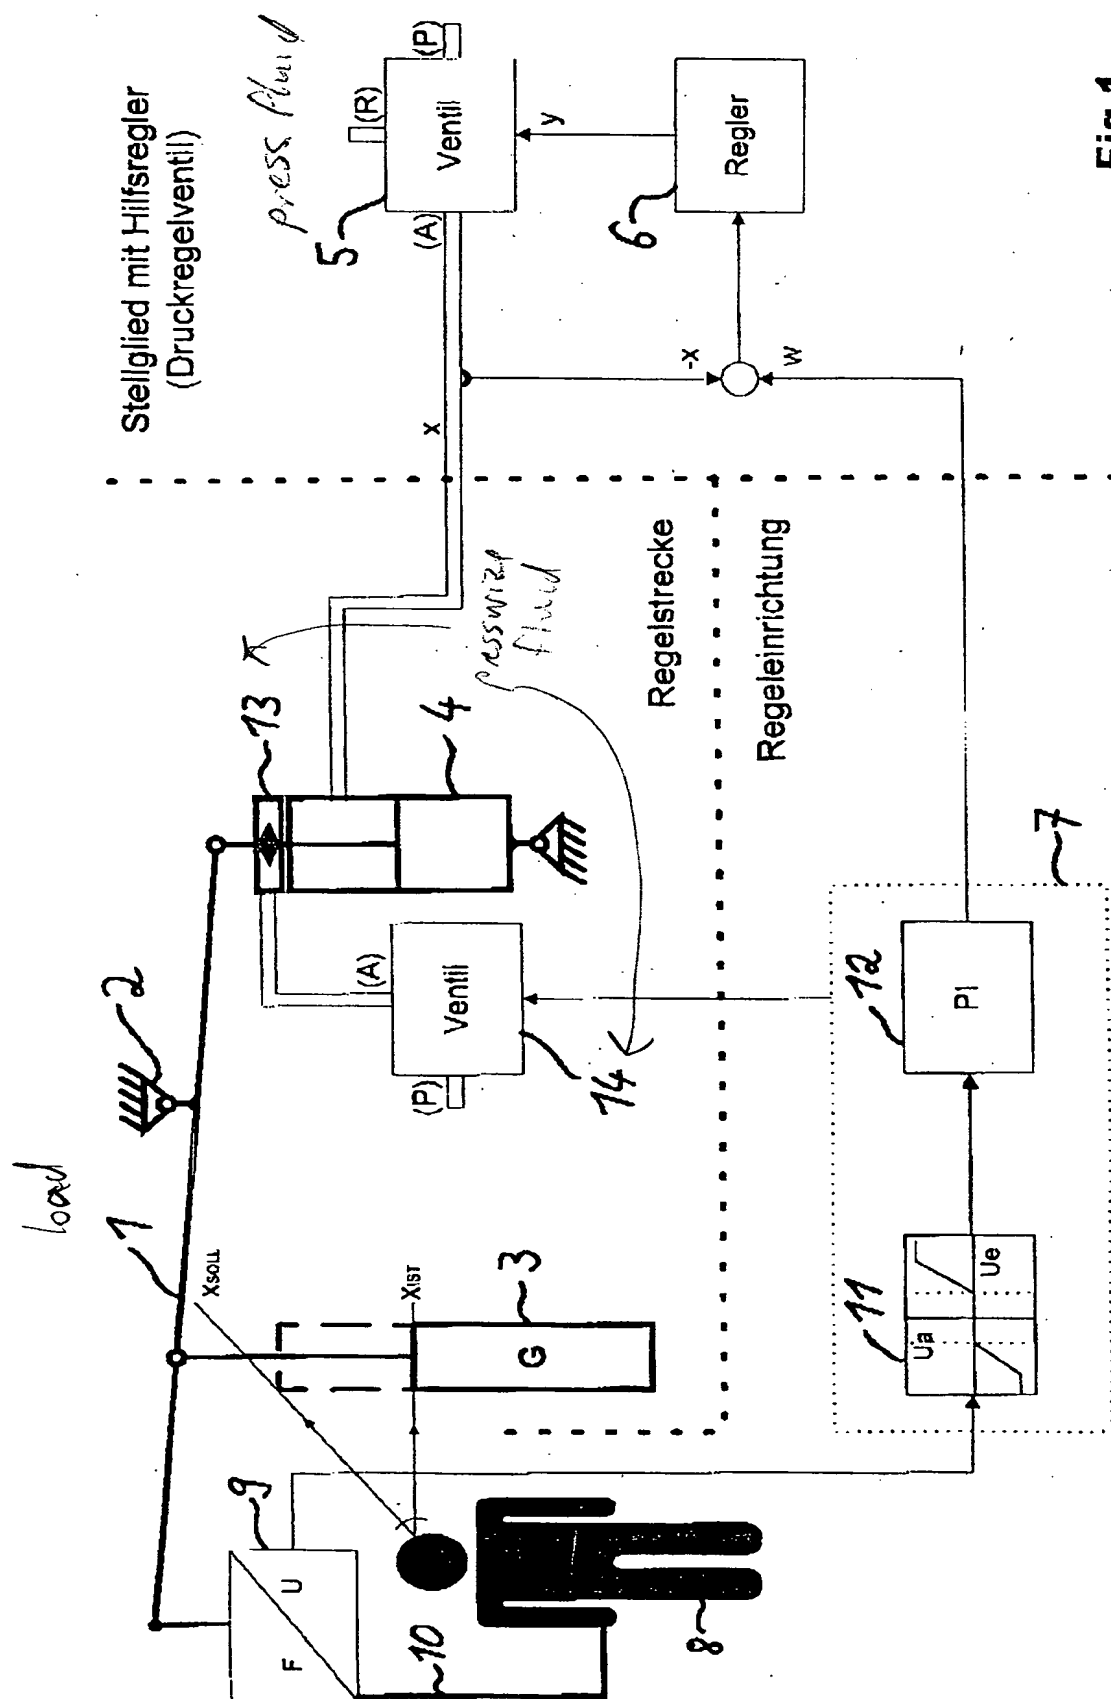 Stellglied mit Hilfsregler
(Druckregelventil)
press fluid
5
(R)
(P)
(A)
Ventil
y
6
Regler
x
-x
w
Regelstrecke
Regeleinrichtung
13
4
fluid
2
(A)
(P)
Ventil
14
7
12
PI
11
Ua
Ue
load
1
XSOLL
XIST
3
G
9
F
U
10
8
Fig 1